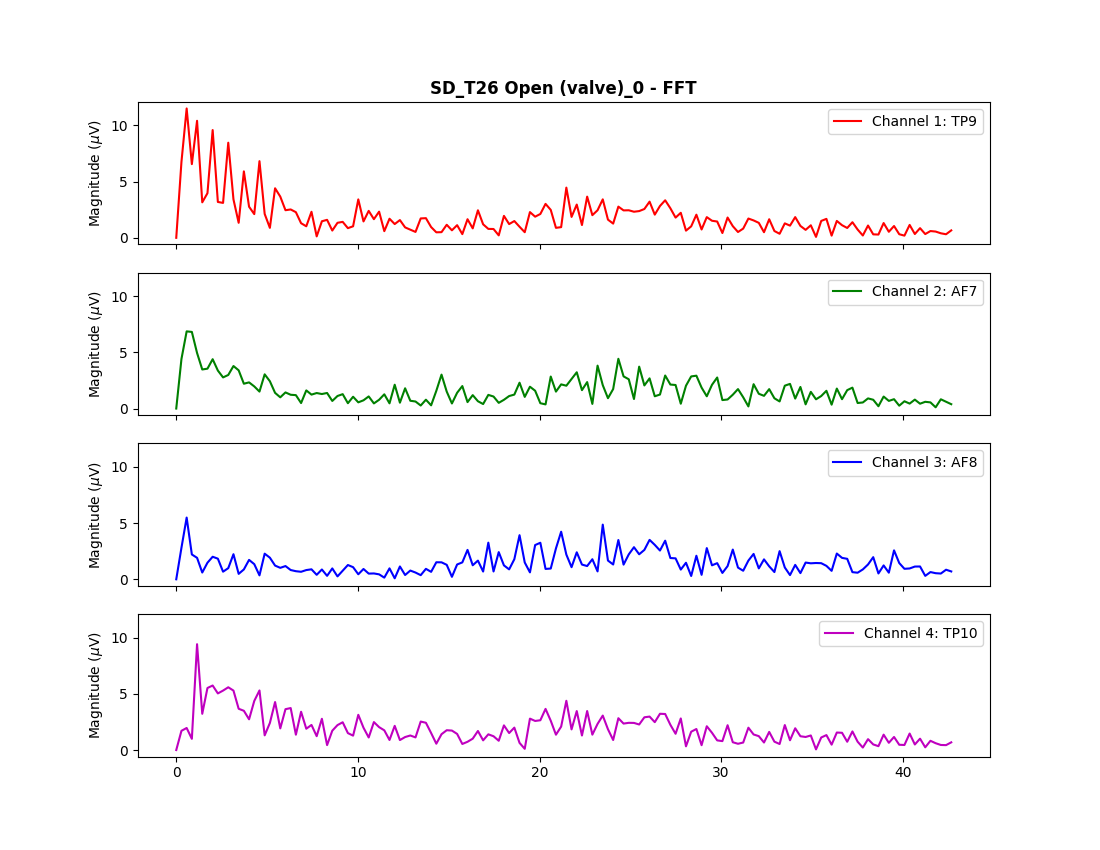 SD_T26 Open (valve)_0 - FFT
Magnitude (μV)
10
5
0
Channel 1: TP9
Magnitude (μV)
10
5
0
Channel 2: AF7
Magnitude (μV)
10
5
0
Channel 3: AF8
Magnitude (μV)
10
5
0
Channel 4: TP10
0 10 20 30 40